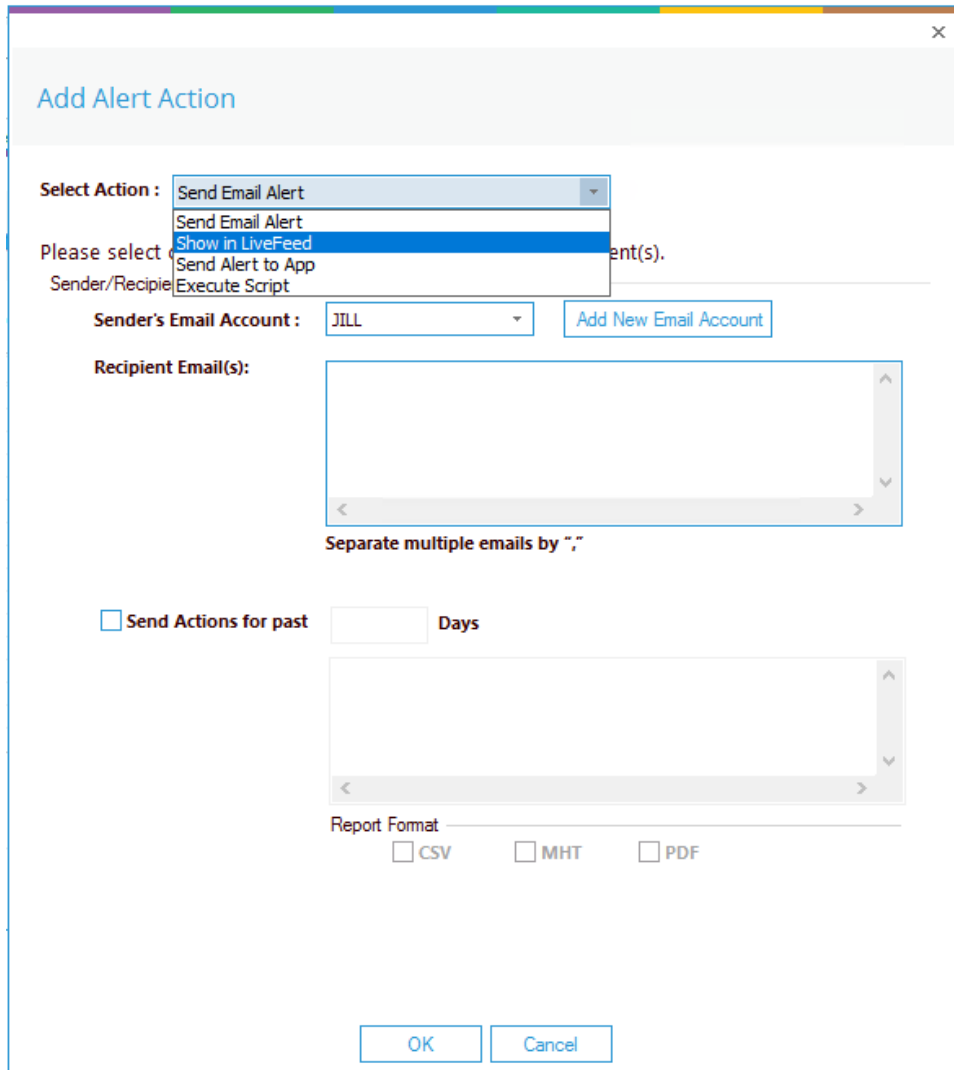 Add Alert Action
Select Action : Send Email Alert
Send Email Alert
Show in LiveFeed
Please select ent(s).
Send Alert to App
Sender/Recipie
Execute Script
Sender's Email Account : JILL Add New Email Account
Recipient Email(s):
Separate multiple emails by “,”
Send Actions for past Days
Report Format
CSV MHT PDF
OK Cancel